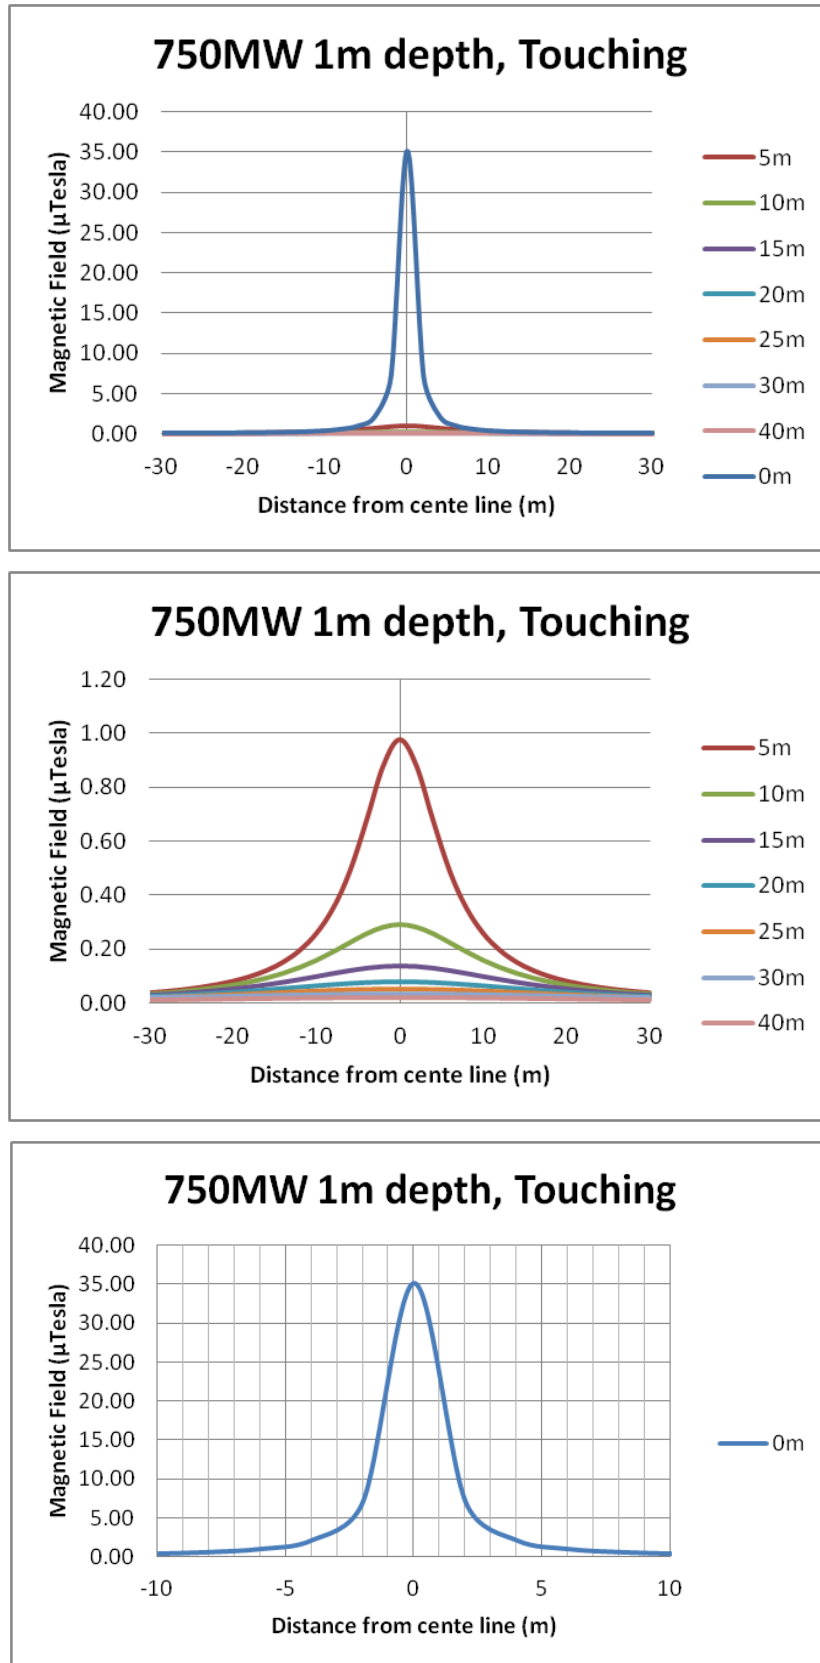 750MW 1m depth, Touching
Magnetic Field (µTesla)
40.00
35.00
30.00
25.00
20.00
15.00
10.00
5.00
0.00
-30 -20 -10 0 10 20 30
Distance from cente line (m)
5m
10m
15m
20m
25m
30m
40m
0m
750MW 1m depth, Touching
Magnetic Field (µTesla)
1.20
1.00
0.80
0.60
0.40
0.20
0.00
-30 -20 -10 0 10 20 30
Distance from cente line (m)
5m
10m
15m
20m
25m
30m
40m
750MW 1m depth, Touching
Magnetic Field (µTesla)
40.00
35.00
30.00
25.00
20.00
15.00
10.00
5.00
0.00
-10 -5 0 5 10
Distance from cente line (m)
0m